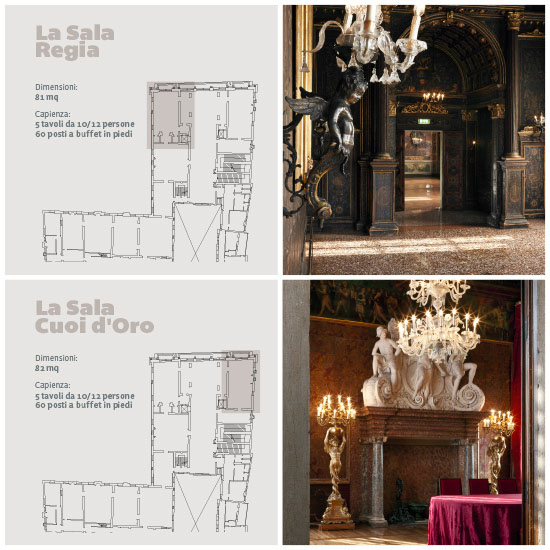 La Sala
Regia
Dimensioni:
81 mq
Capienza:
5 tavoli da 10/12 persone
60 posti a buffet in piedi
La Sala
Cuoi d'Oro
Dimensioni:
82 mq
Capienza:
5 tavoli da 10/12 persone
60 posti a buffet in piedi